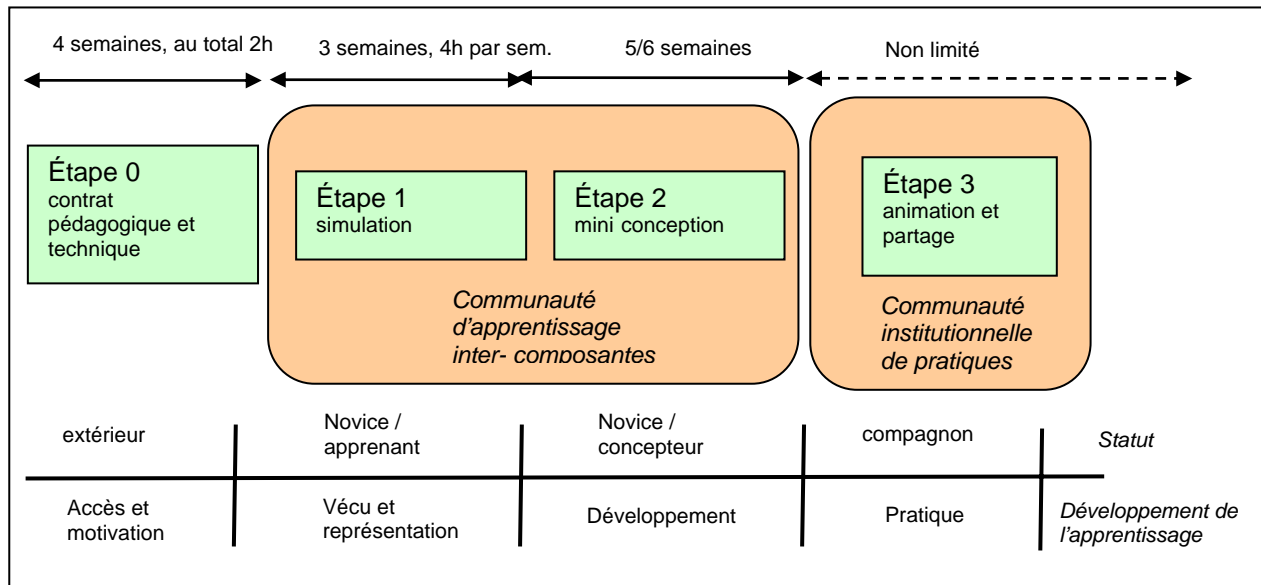 4 semaines, au total 2h
3 semaines, 4h par sem.
5/6 semaines
Non limité
Étape 0
contrat
pédagogique et
technique
Étape 1
simulation
Étape 2
mini conception
Étape 3
animation et
partage
Communauté
d'apprentissage
inter- composantes
Communauté
institutionnelle
de pratiques
extérieur
Novice /
apprenant
Novice /
concepteur
compagnon
Statut
Accès et
motivation
Vécu et
représentation
Développement
Pratique
Développement de
l'apprentissage